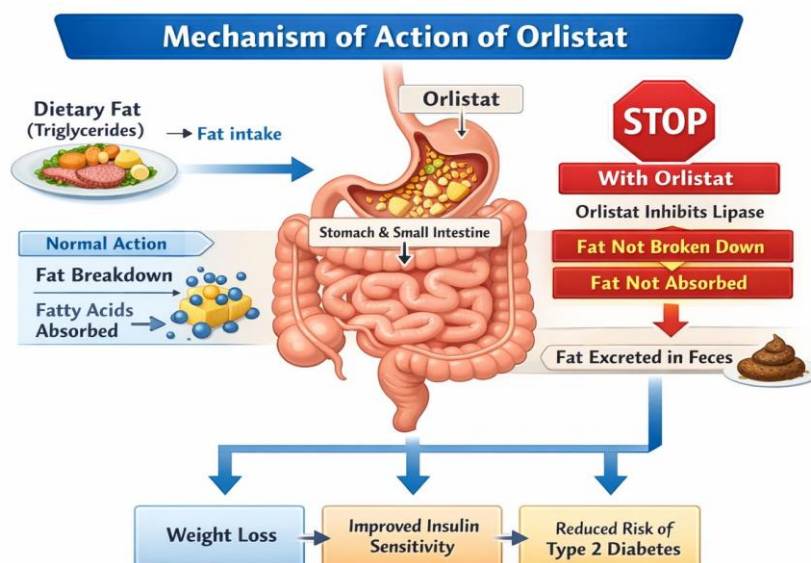 Mechanism of Action of Orlistat
Dietary Fat
(Triglycerides)
Fat intake
Orlistat
Stomach & Small Intestine
Normal Action
Fat Breakdown
Fatty Acids
Absorbed
STOP
With Orlistat
Orlistat Inhibits Lipase
Fat Not Broken Down
Fat Not Absorbed
Fat Excreted in Feces
Weight Loss
Improved Insulin
Sensitivity
Reduced Risk of
Type 2 Diabetes